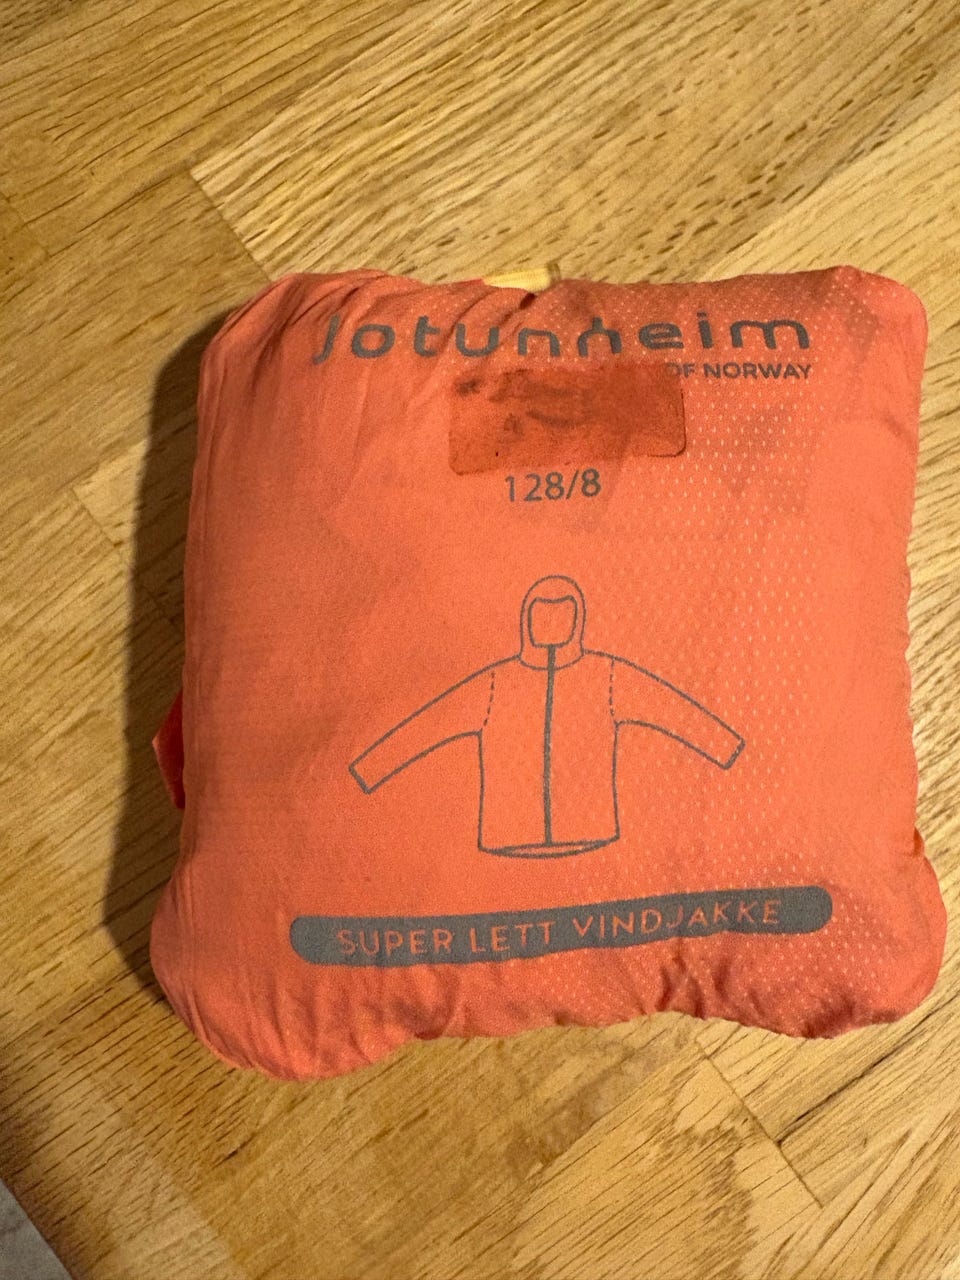 Jotunheim
OF NORWAY
128/8
SUPER LETT VINDJAKKE